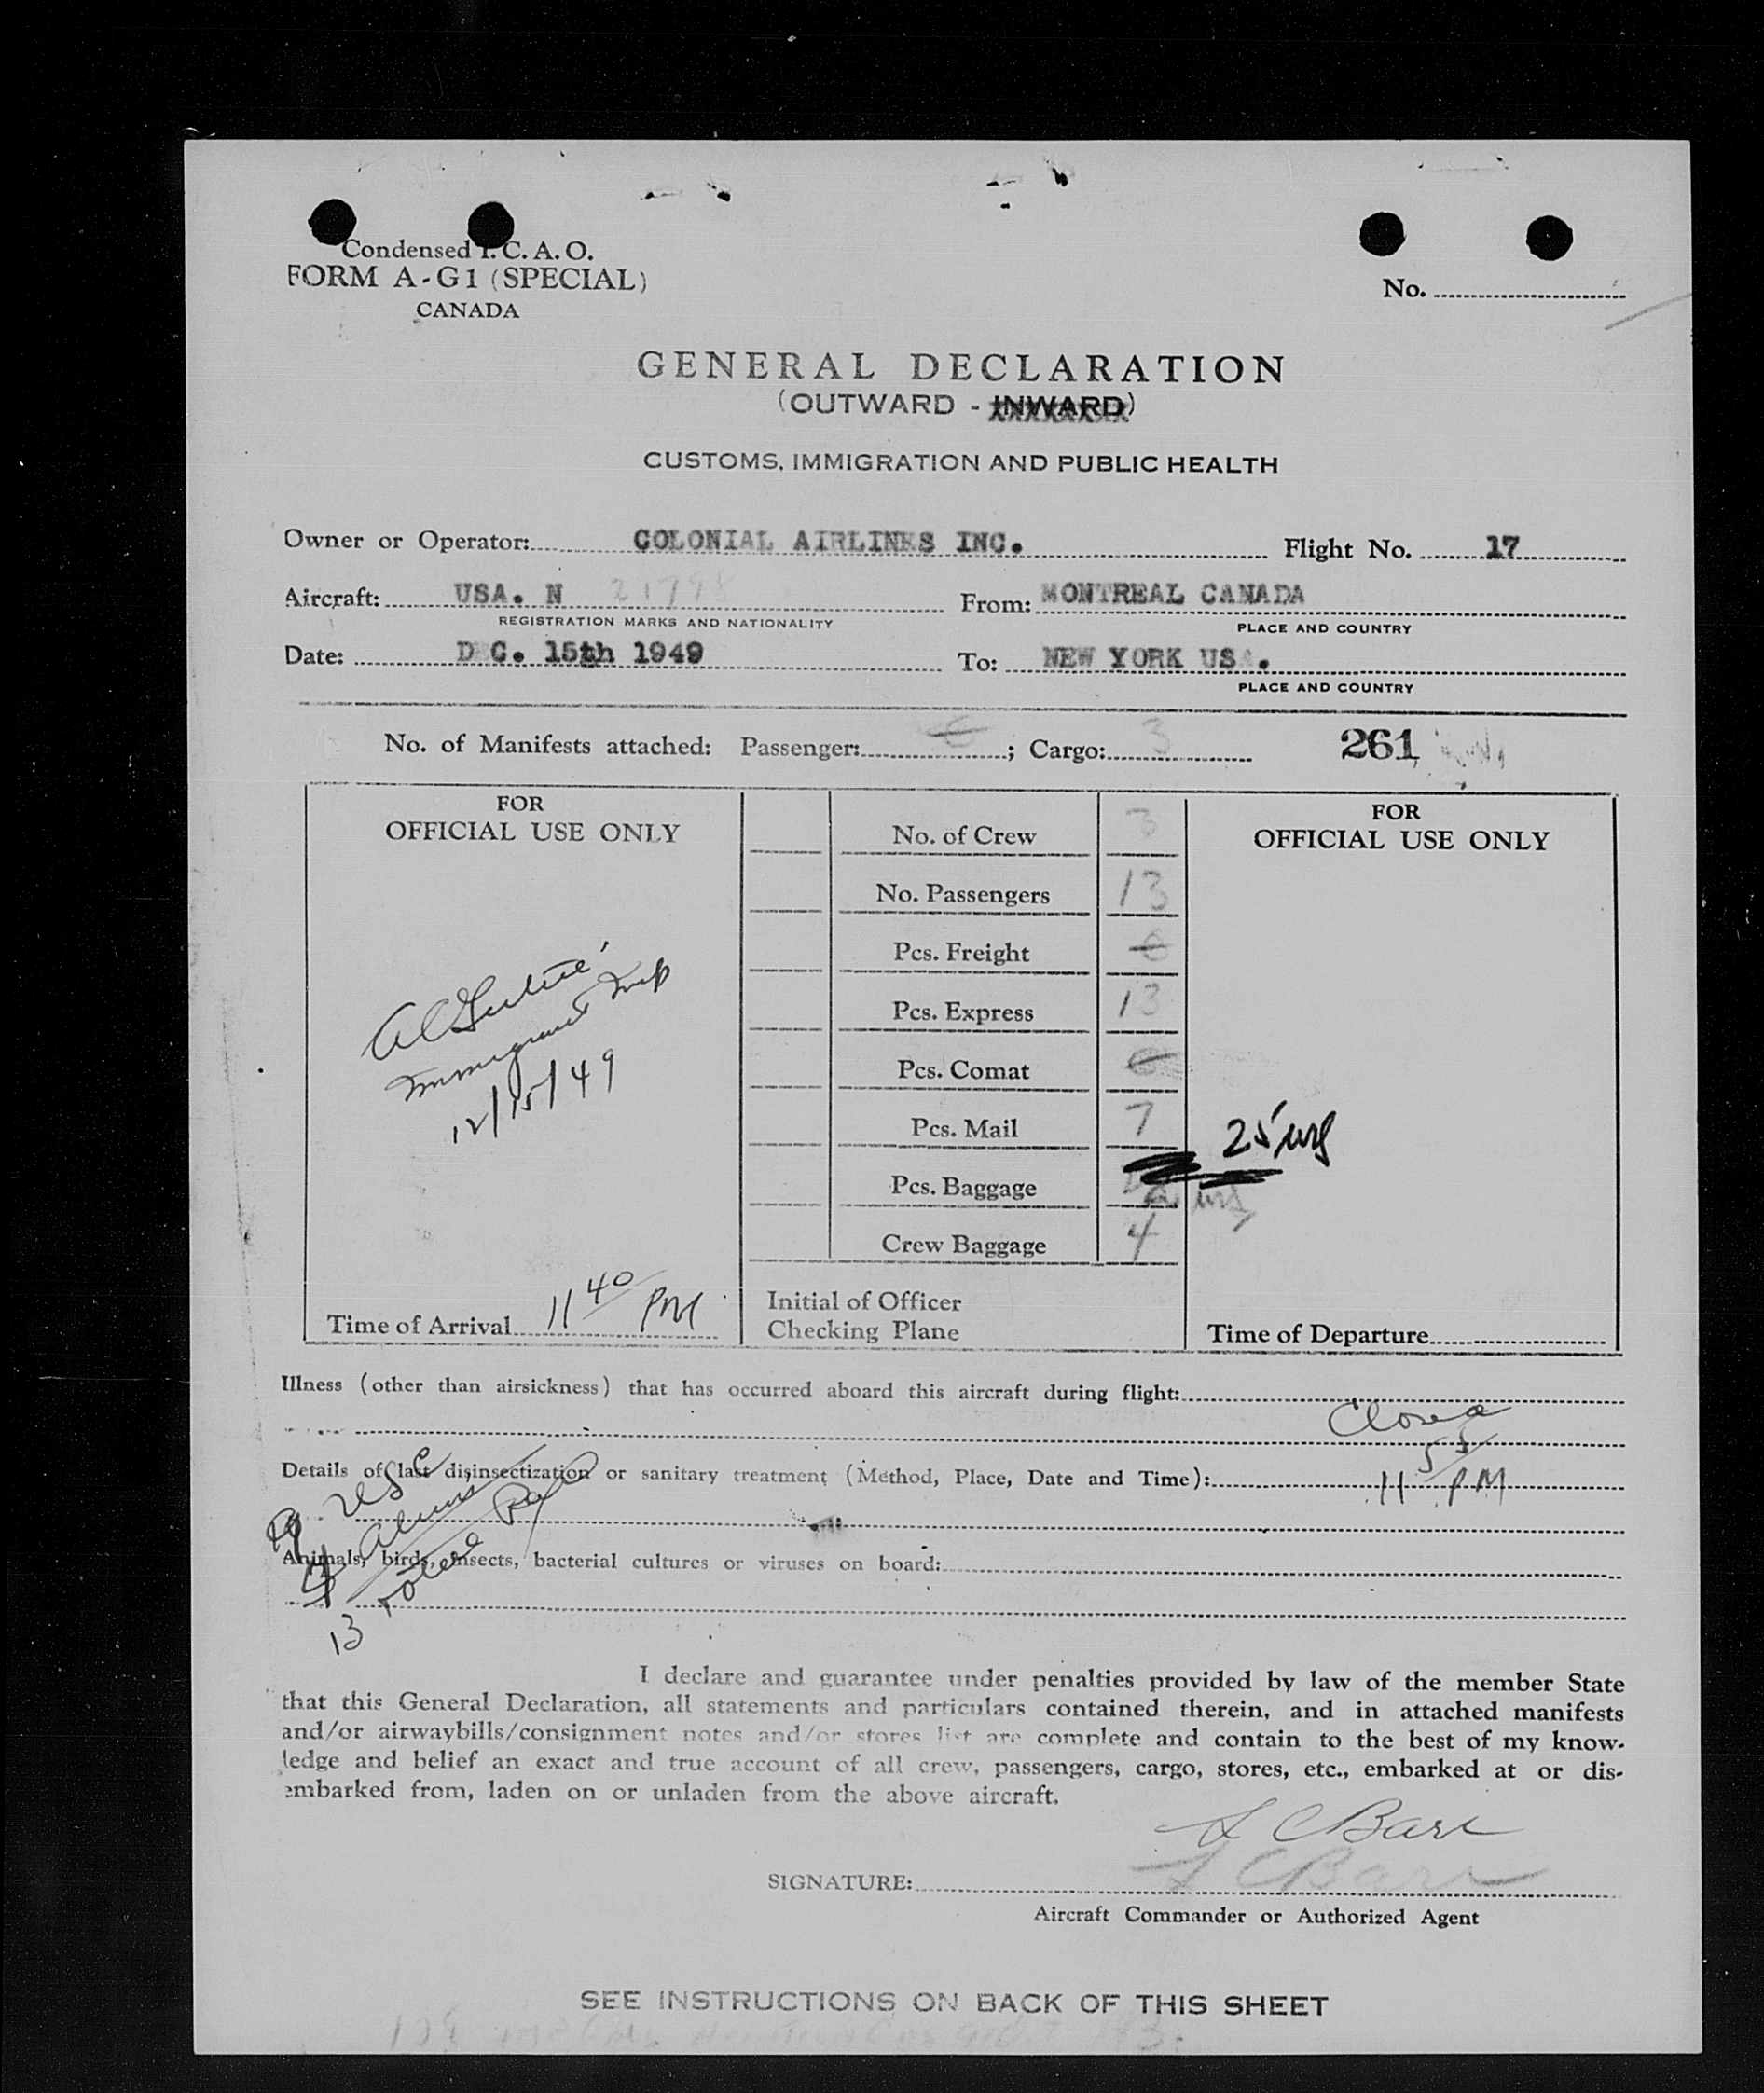 Condensed I. C. A. O.
FORM A-G1 (SPECIAL)
CANADA
No.
GENERAL DECLARATION
(OUTWARD - INWARD)
CUSTOMS, IMMIGRATION AND PUBLIC HEALTH
Owner or Operator: COLONIAL AIRLINES INC. Flight No. 17
Aircraft: USA. N 21798 From: MONTREAL CANADA
REGISTRATION MARKS AND NATIONALITY PLACE AND COUNTRY
Date: DEC. 15th 1949 To: NEW YORK USA.
PLACE AND COUNTRY
No. of Manifests attached: Passenger: ; Cargo: 3 261
FOR
OFFICIAL USE ONLY
No. of Crew 3
No. Passengers 13
Pcs. Freight
Pcs. Express 13
Pcs. Comat
Pcs. Mail 7
Pcs. Baggage
Crew Baggage 4
FOR
OFFICIAL USE ONLY
Immigrant Insp
12/15/49
25
Time of Arrival 11 40 PM
Initial of Officer
Checking Plane
Time of Departure
Illness (other than airsickness) that has occurred aboard this aircraft during flight:
Closed
11 55 PM
Details of last disinsectization or sanitary treatment (Method, Place, Date and Time):
9 USC
4 Aliens
13 Total
Animals, birds, insects, bacterial cultures or viruses on board:
I declare and guarantee under penalties provided by law of the member State
that this General Declaration, all statements and particulars contained therein, and in attached manifests
and/or airwaybills/consignment notes and/or stores list are complete and contain to the best of my know-
ledge and belief an exact and true account of all crew, passengers, cargo, stores, etc., embarked at or dis-
embarked from, laden on or unladen from the above aircraft.
C Barr
SIGNATURE: C Barr
Aircraft Commander or Authorized Agent
SEE INSTRUCTIONS ON BACK OF THIS SHEET